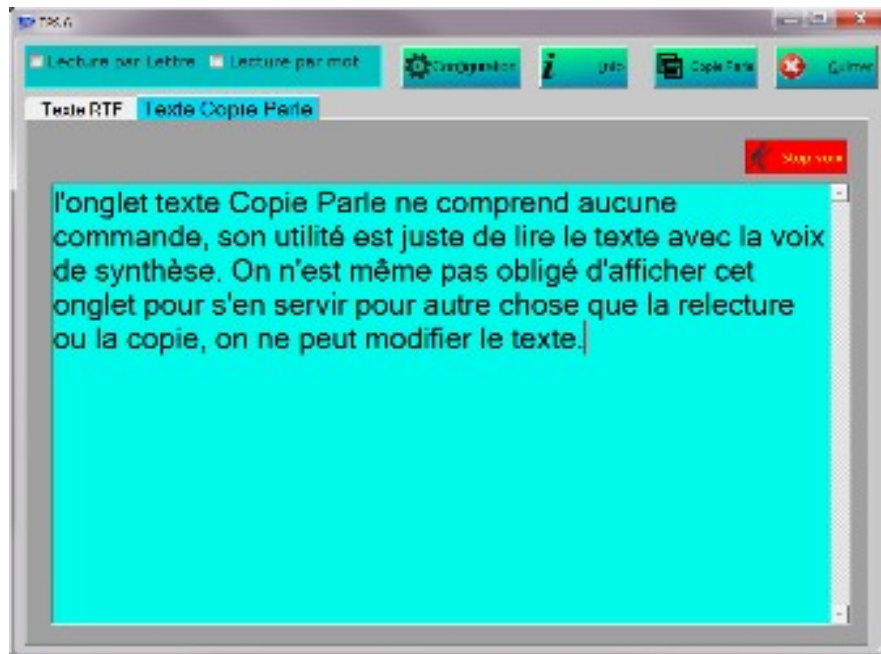 Lecture par Lettre Lecture par mot Configuration Info Copie Parle Quitter
Texte RTF Texte Copie Parle
Stop voix
l'onglet texte Copie Parle ne comprend aucune
commande, son utilité est juste de lire le texte avec la voix
de synthèse. On n'est même pas obligé d'afficher cet
onglet pour s'en servir pour autre chose que la relecture
ou la copie, on ne peut modifier le texte.